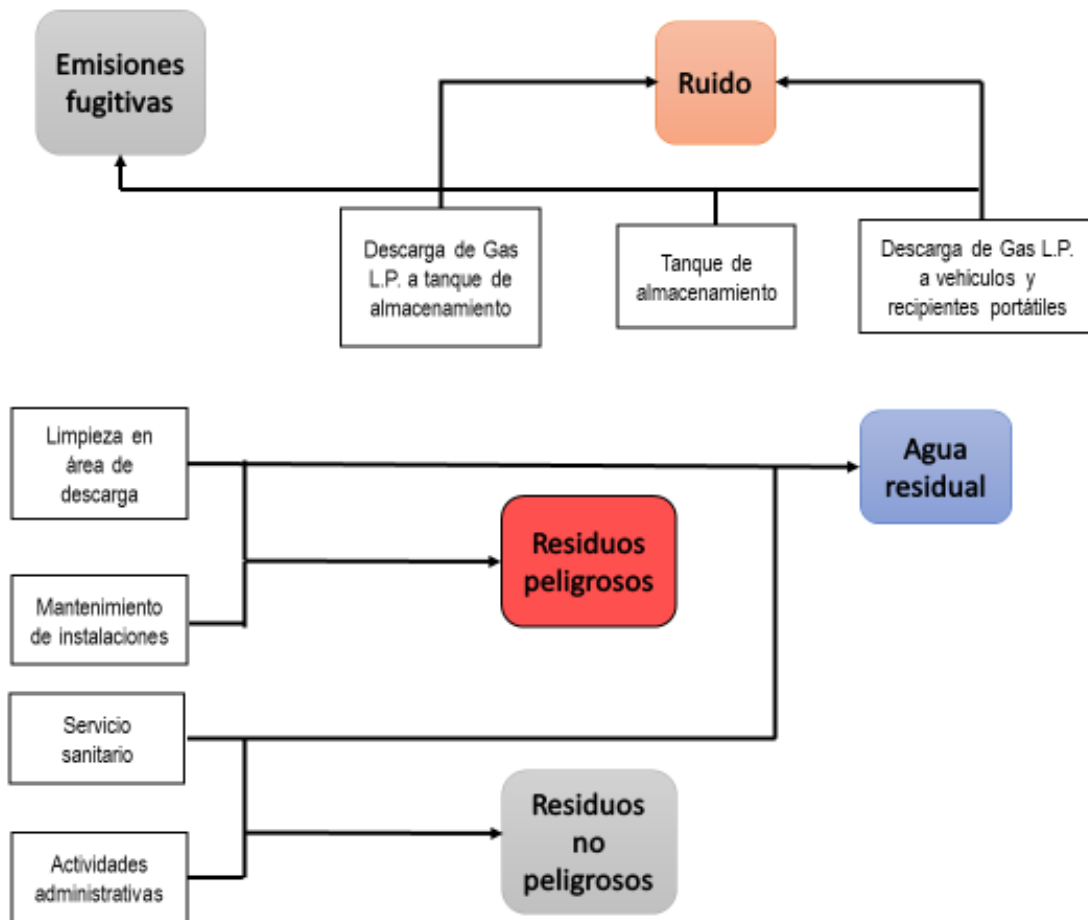 Emisiones
fugitivas
Ruido
Descarga de Gas
L.P. a tanque de
almacenamiento
Tanque de
almacenamiento
Descarga de Gas L.P.
a vehículos y
recipientes portátiles
Limpieza en
área de
descarga
Agua
residual
Residuos
peligrosos
Mantenimiento
de instalaciones
Servicio
sanitario
Residuos
no
peligrosos
Actividades
administrativas